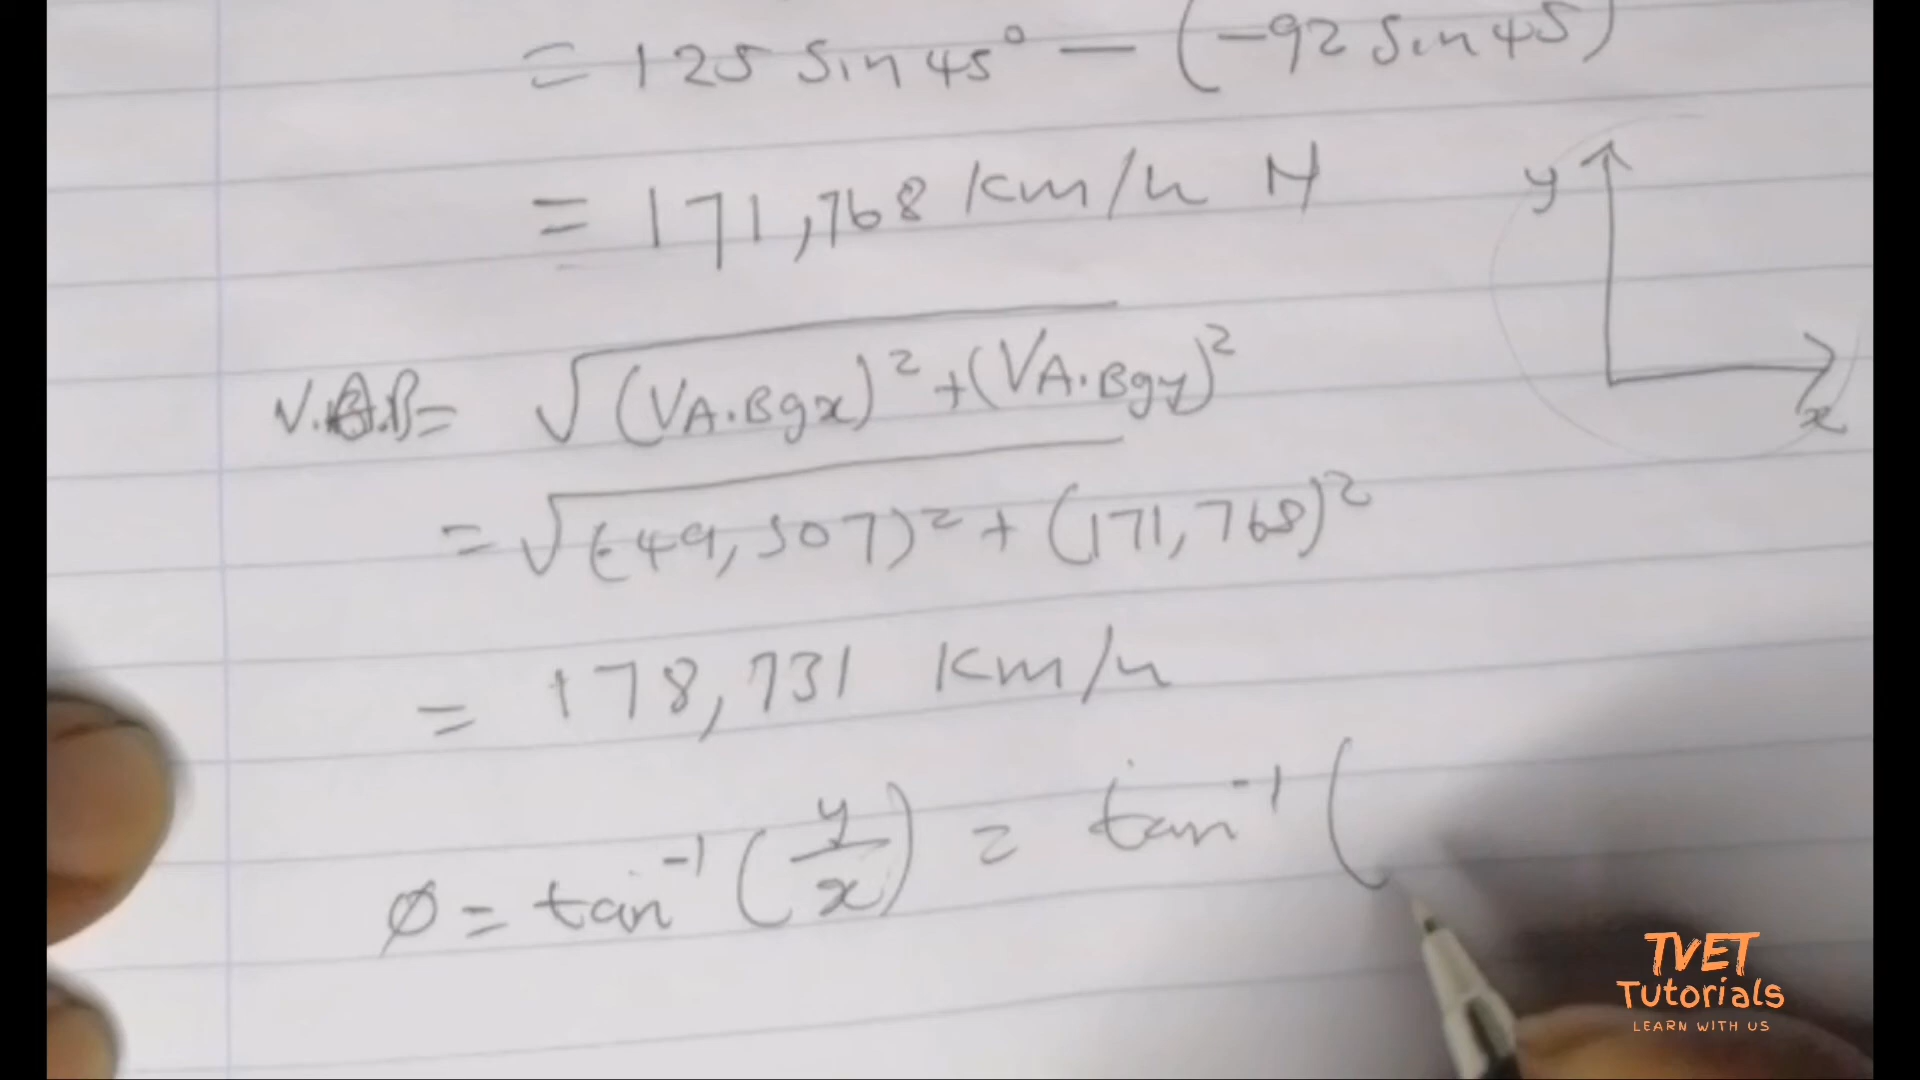 = 125 Sin 45° - (-92 Sin 45)
= 171,768 km/h N
y
x
V.A.B = √(VA.Bgx)² + (VA.Bgy)²
= √(-49,507)² + (171,768)²
= 178,731 km/h
Ø = tan⁻¹ (y/x) = tan⁻¹ (
TVET
Tutorials
LEARN WITH US